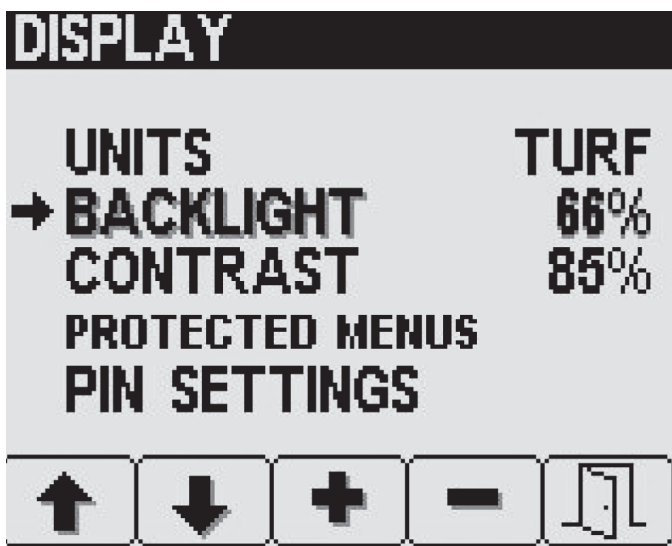 DISPLAY
UNITS TURF
BACKLIGHT 66%
CONTRAST 85%
PROTECTED MENUS
PIN SETTINGS